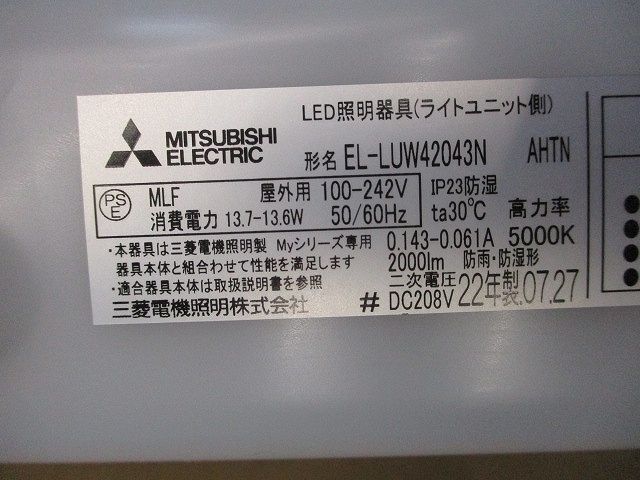 LED照明器具(ライトユニット側)
MITSUBISHI
ELECTRIC
形名 EL-LUW42043N AHTN
PS
E
MLF 屋外用 100-242V
消費電力 13.7-13.6W 50/60Hz
IP23防湿
ta30℃ 高力率
0.143-0.061A 5000K
2000lm 防雨・防湿形
二次電圧
DC208V 22年製.07.27
・本器具は三菱電機照明製 Myシリーズ専用
器具本体と組合わせて性能を満足します
・適合器具本体は取扱説明書を参照
三菱電機照明株式会社 #